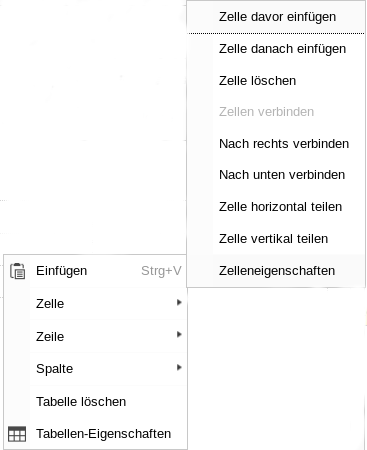 Zelle davor einfügen
Zelle danach einfügen
Zelle löschen
Zellen verbinden
Nach rechts verbinden
Nach unten verbinden
Zelle horizontal teilen
Zelle vertikal teilen
Zelleneigenschaften
Einfügen Strg+V
Zelle
Zeile
Spalte
Tabelle löschen
Tabellen-Eigenschaften